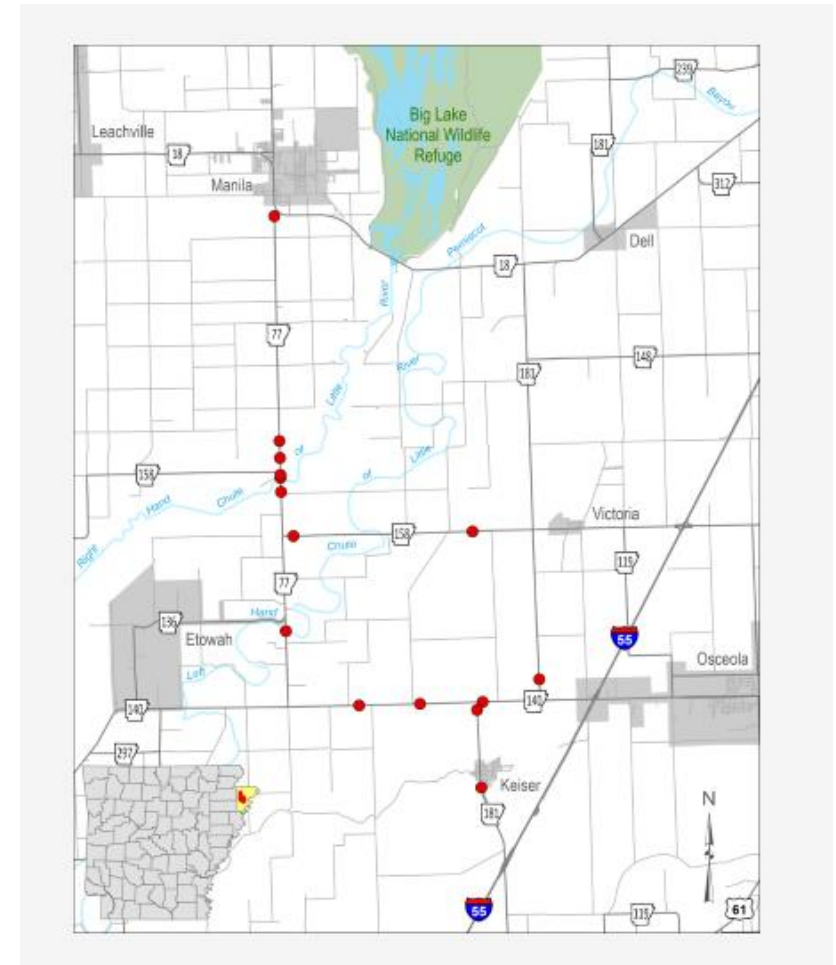 239
Bayou
Big Lake
National Wildlife
Refuge
Leachville
18
181
Manila
312
Pemiscot
Dell
18
River
77
148
River
181
Little
of
Little
158
of
Hand
Chute
Victoria
158
Chute
Right
115
77
Hand
136
Etowah
55
Osceola
Left
140
140
297
Keiser
N
181
55
119
61